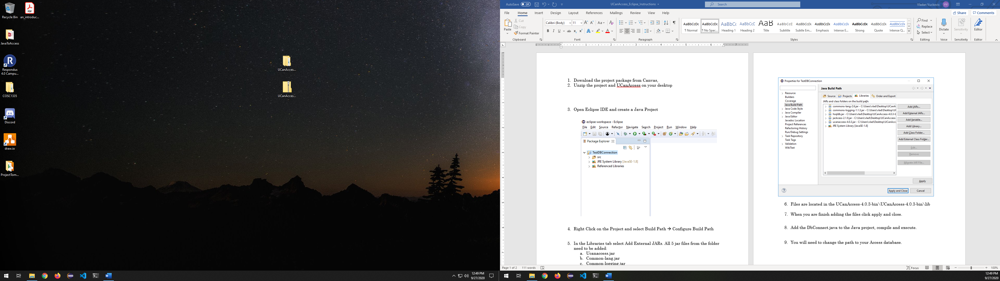 Recycle Bin
an_introduc...
JavaToAccess
Respondus
4.0 Campu...
COSC1335
Discord
draw.io
ProjectTom...
UCanAcces...
UCanAcces...
12:49 PM
9/27/2020
AutoSave Off
UCanAccess_Eclipse_Instructions
Search
Vladan Vuckovic VV
File Home Insert Design Layout References Mailings Review View Help
Share Comments
Paste
Cut
Copy
Format Painter
Clipboard
Calibri (Body) 11
Font
Paragraph
AaBbCcDc AaBbCcDc AaBbCc AaBbCcD AaB AaBbCcD AaBbCcDc AaBbCcDc AaBbCcDc AaBbCcDc AaBbCcDc AaBbCcDc
¶ Normal ¶ No Spac... Heading 1 Heading 2 Title Subtitle Subtle Em... Emphasis Intense E... Strong Quote Intense Q...
Styles
Find
Replace
Select
Editing
Dictate
Voice
Sensitivity
Sensitivity
Editor
Editor
1. Download the project package from Canvas,
2. Unzip the project and UCanAccess on your desktop
3. Open Eclipse IDE and create a Java Project
eclipse-workspace - Eclipse
File Edit Source Refactor Navigate Search Project Run Window Help
Package Explorer
TestDBConnection
src
JRE System Library [JavaSE-1.8]
Referenced Libraries
4. Right Click on the Project and select Build Path → Configure Build Path
5. In the Libraries tab select Add External JARs. All 5 jar files from the folder
need to be added:
a. Ucanaccess.jar
b. Common-lang.jar
c. Common-logging.jar
Properties for TestDBConnection
Resource
Builders
Coverage
Java Build Path
Java Code Style
Java Compiler
Java Editor
Javadoc Location
Project References
Refactoring History
Run/Debug Settings
Task Repository
Task Tags
Validation
WikiText
Java Build Path
Source Projects Libraries Order and Export
JARs and class folders on the build path:
commons-lang-2.6.jar - C:\Users\vlad\Desktop\UCanA
commons-logging-1.1.3.jar - C:\Users\vlad\Desktop\UC
hsqldb.jar - C:\Users\vlad\Desktop\UCanAccess-4.0.3-b
jackcess-2.1.9.jar - C:\Users\vlad\Desktop\UCanAccess-
ucanaccess-4.0.3.jar - C:\Users\vlad\Desktop\UCanAcce
JRE System Library [JavaSE-1.8]
Add JARs...
Add External JARs...
Add Variable...
Add Library...
Add Class Folder...
Add External Class Folder...
Edit...
Remove
Migrate JAR File...
Apply
Apply and Close Cancel
6. Files are located in the UCanAccess-4.0.3-bin\UCanAccess-4.0.3-bin\lib
7. When you are finish adding the files click apply and close.
8. Add the DbConnect.java to the Java project, compile and execute.
9. You will need to change the path to your Access database.
Page 1 of 2 111 words
Focus
100%
12:49 PM
9/27/2020